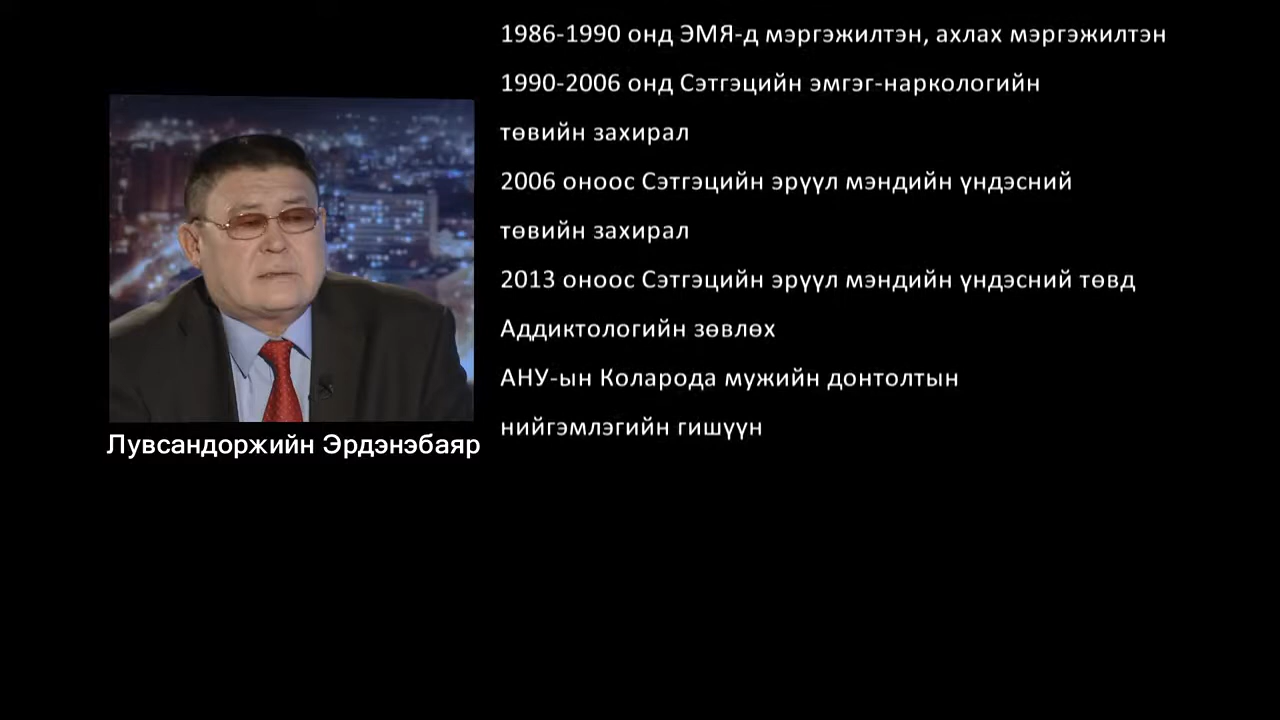 1986-1990 онд ЭМЯ-д мэргэжилтэн, ахлах мэргэжилтэн
1990-2006 онд Сэтгэцийн эмгэг-наркологийн
төвийн захирал
2006 оноос Сэтгэцийн эрүүл мэндийн үндэсний
төвийн захирал
2013 оноос Сэтгэцийн эрүүл мэндийн үндэсний төвд
Аддиктологийн зөвлөх
АНУ-ын Коларода мужийн донтолтын
нийгэмлэгийн гишүүн
Лувсандоржийн Эрдэнэбаяр